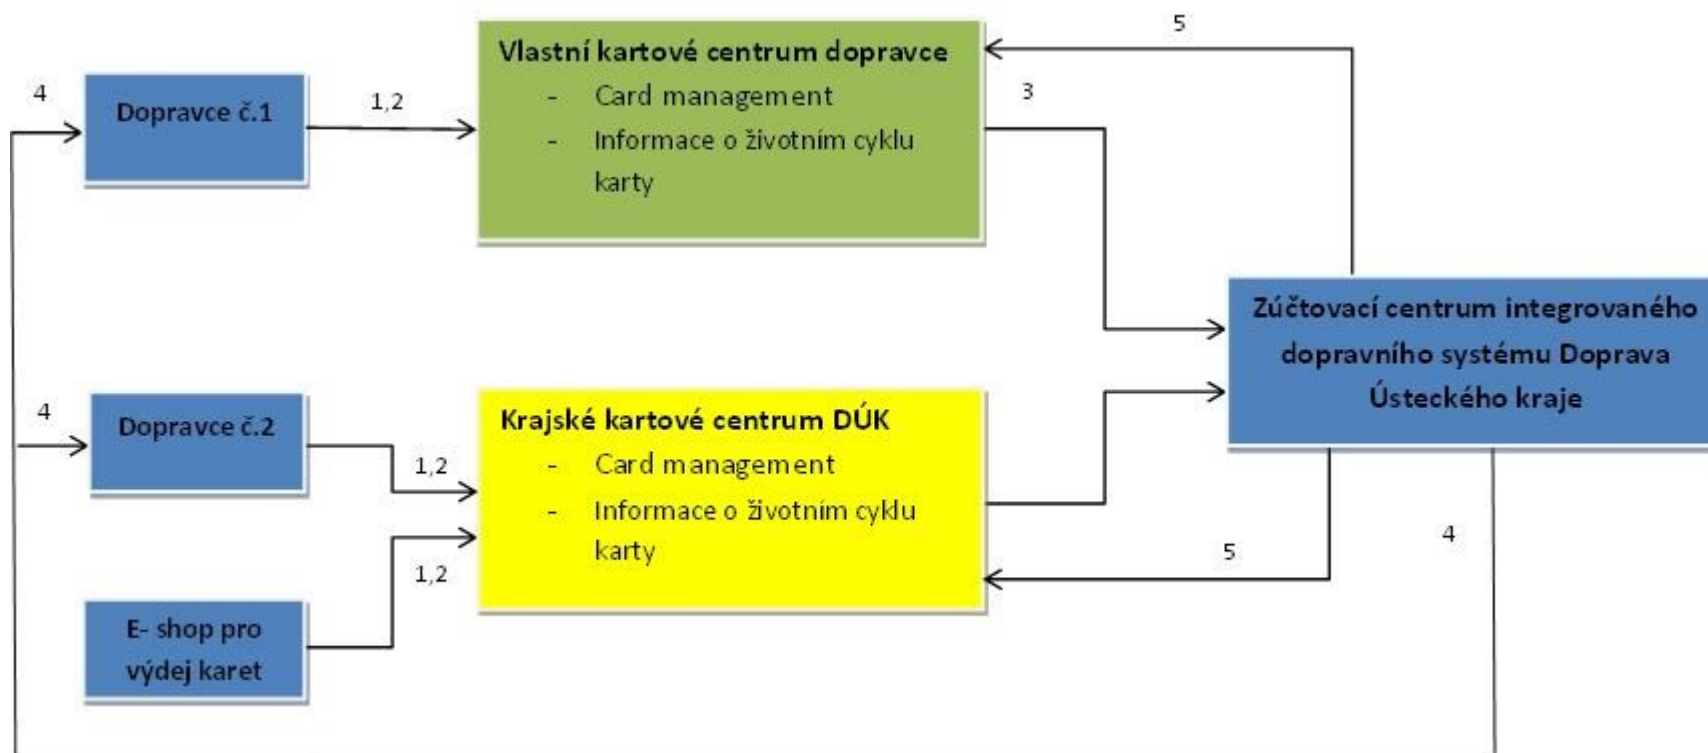 5
Vlastní kartové centrum dopravce
4
Dopravce č.1
1,2
- Card management
3
- Informace o životním cyklu
karty
Zúčtovací centrum integrovaného
dopravního systému Doprava
Ústeckého kraje
4
Dopravce č.2
1,2
Krajské kartové centrum DÚK
- Card management
- Informace o životním cyklu
karty
1,2
5
4
E- shop pro
výdej karet